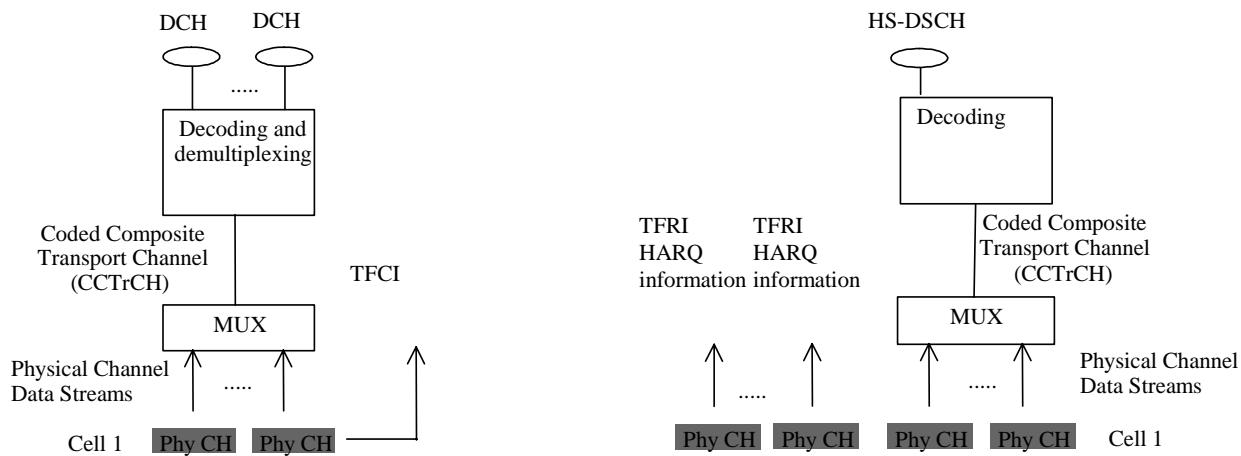 DCH
DCH
.....
Decoding and
demultiplexing
Coded Composite
Transport Channel
(CCTrCH)
TFCI
MUX
Physical Channel
Data Streams
.....
Cell 1
Phy CH
Phy CH
HS-DSCH
Decoding
TFRI
HARQ
information
TFRI
HARQ
information
Coded Composite
Transport Channel
(CCTrCH)
MUX
Physical Channel
Data Streams
.....
.....
Phy CH
Phy CH
Phy CH
Phy CH
Cell 1